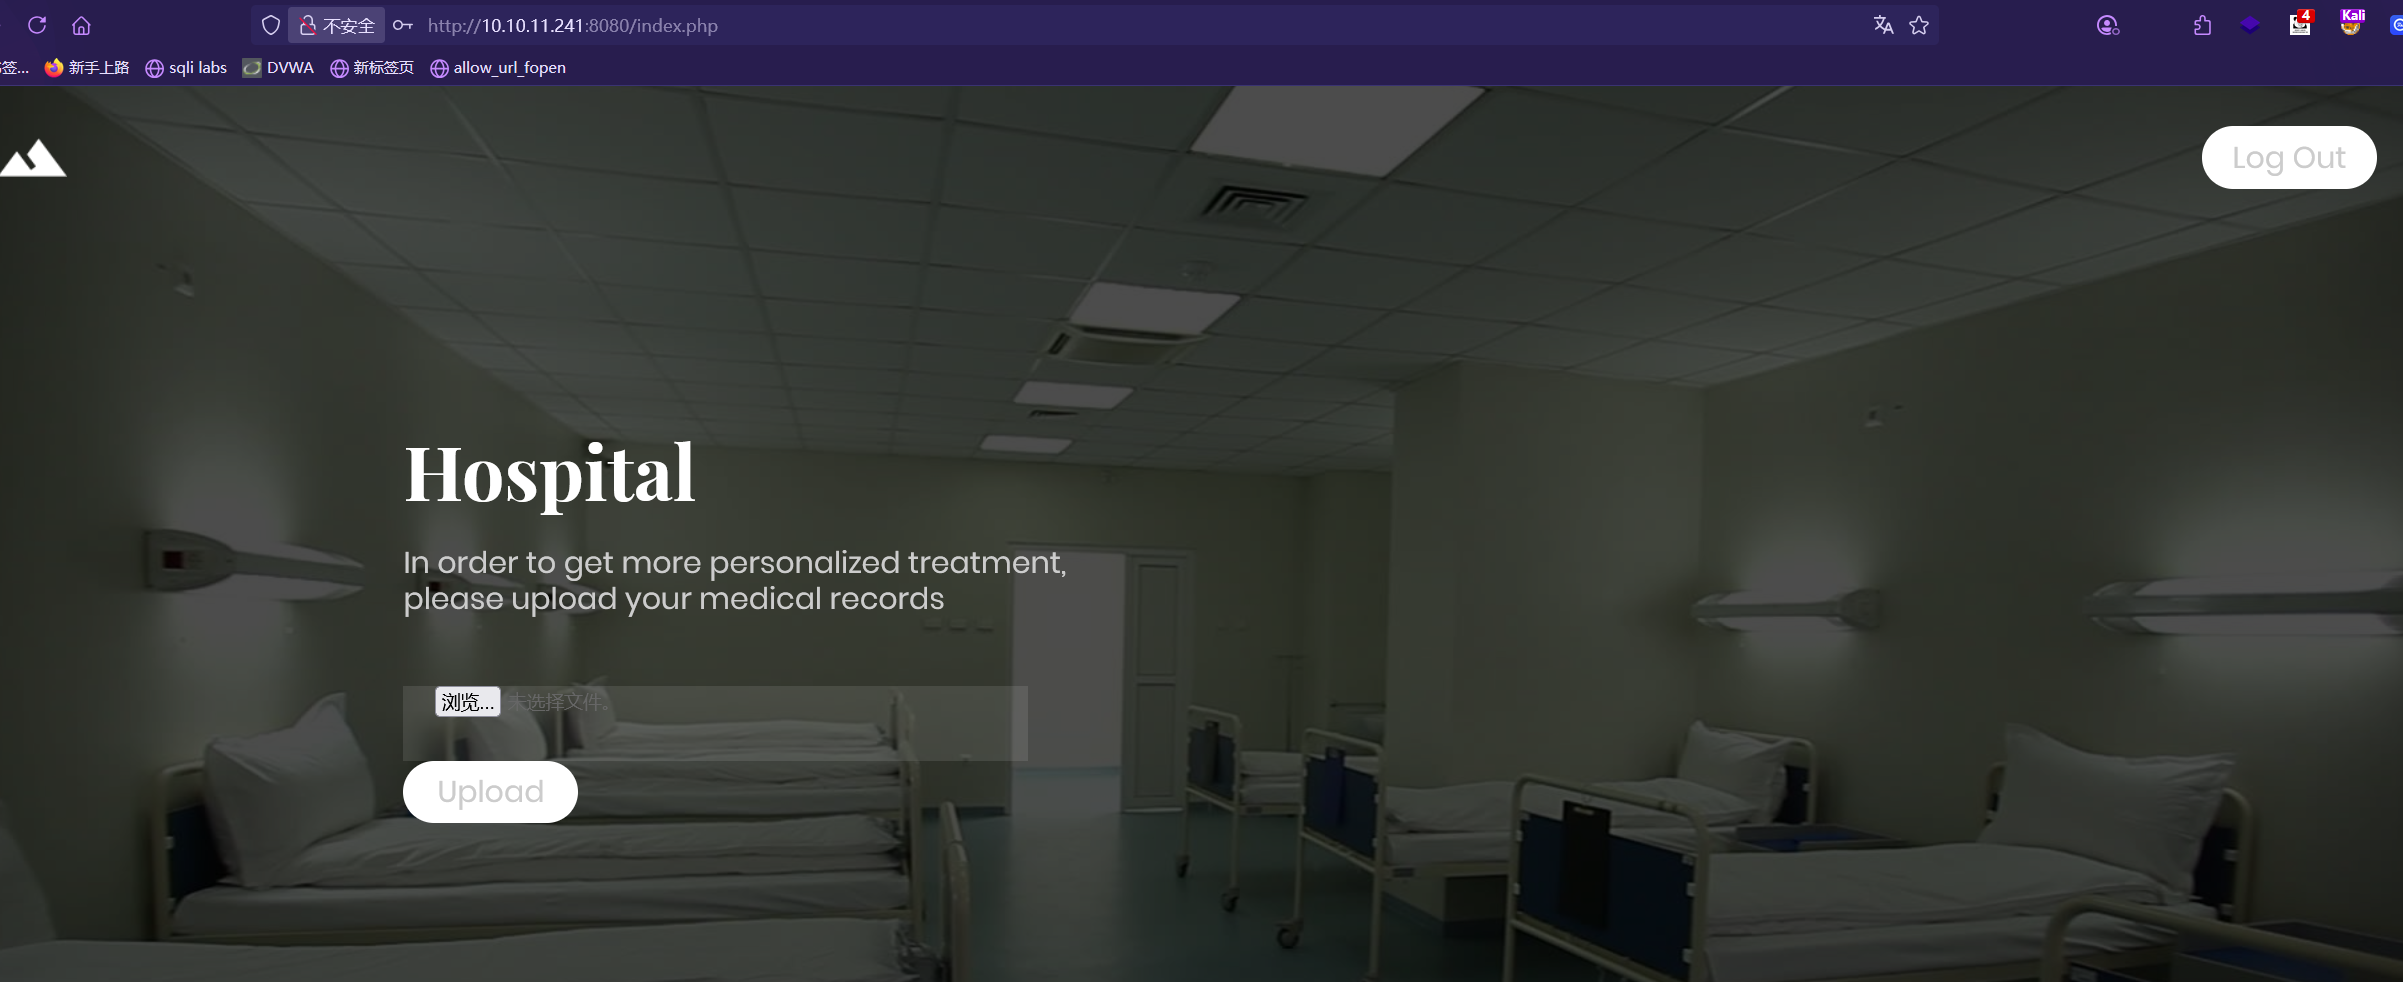 不安全 http://10.10.11.241:8080/index.php
4
Kali
签... 新手上路 sqli labs DVWA 新标签页 allow_url_fopen
Log Out
Hospital
In order to get more personalized treatment,
please upload your medical records
浏览... 未选择文件。
Upload